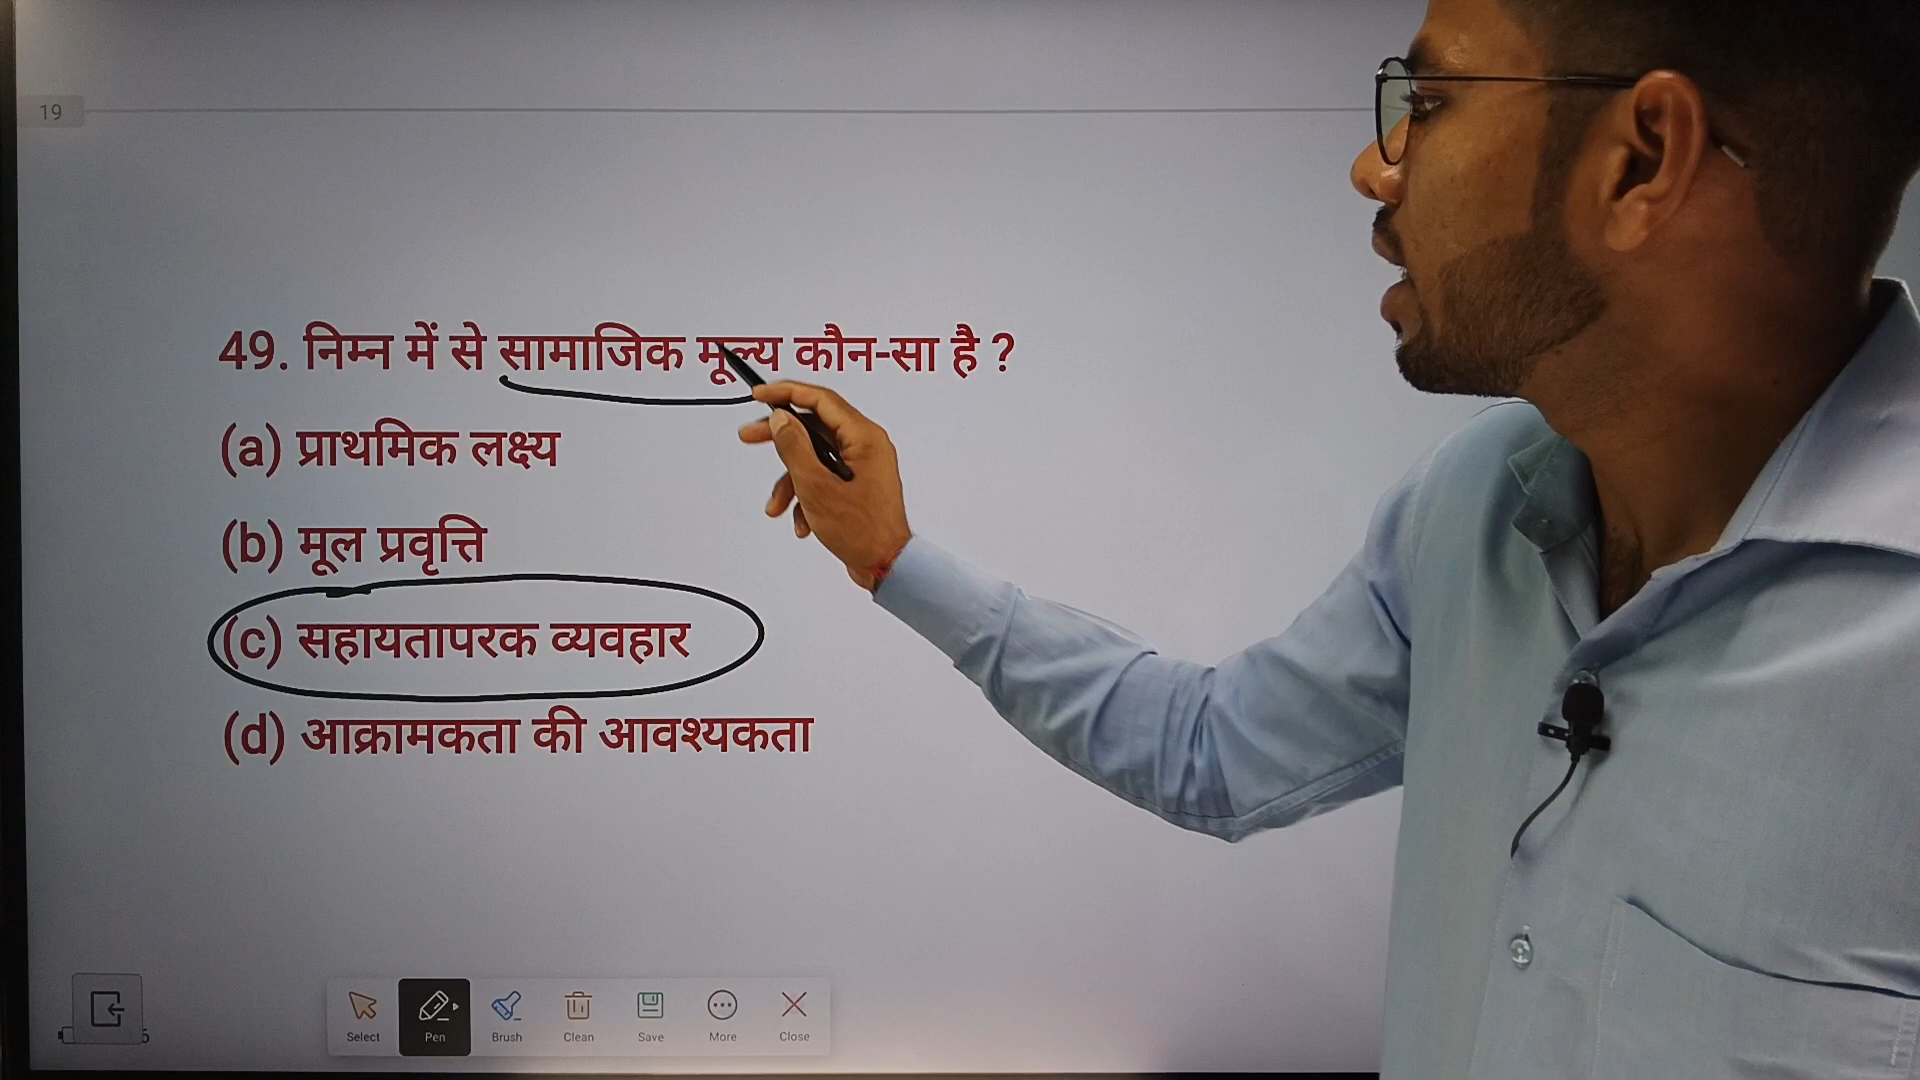 19
49. निम्न में से सामाजिक मूल्य कौन-सा है ?
(a) प्राथमिक लक्ष्य
(b) मूल प्रवृत्ति
(c) सहायतापरक व्यवहार
(d) आक्रामकता की आवश्यकता
Select Pen Brush Clean Save More Close